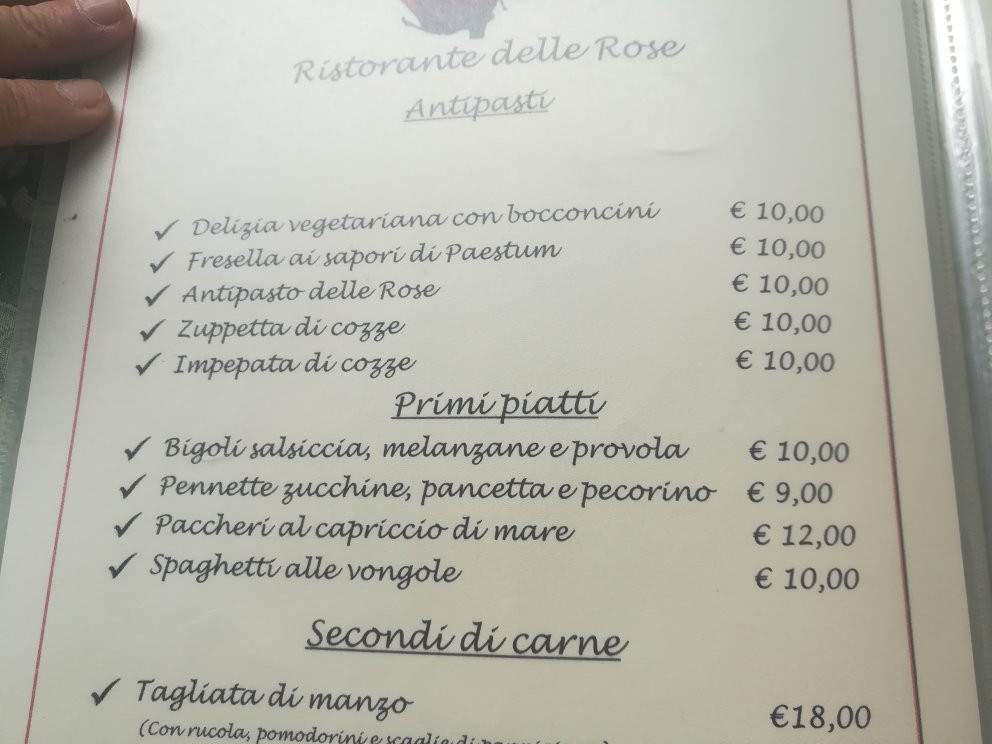 Ristorante delle Rose
Antipasti
✓ Delizia vegetariana con bocconcini € 10,00
✓ Fresella ai sapori di Paestum € 10,00
✓ Antipasto delle Rose € 10,00
✓ Zuppetta di cozze € 10,00
✓ Impepata di cozze € 10,00
Primi piatti
✓ Bigoli salsiccia, melanzane e provola € 10,00
✓ Pennette zucchine, pancetta e pecorino € 9,00
✓ Paccheri al capriccio di mare € 12,00
✓ Spaghetti alle vongole € 10,00
Secondi di carne
✓ Tagliata di manzo €18,00
(Con rucola, pomodorini e scaglie di